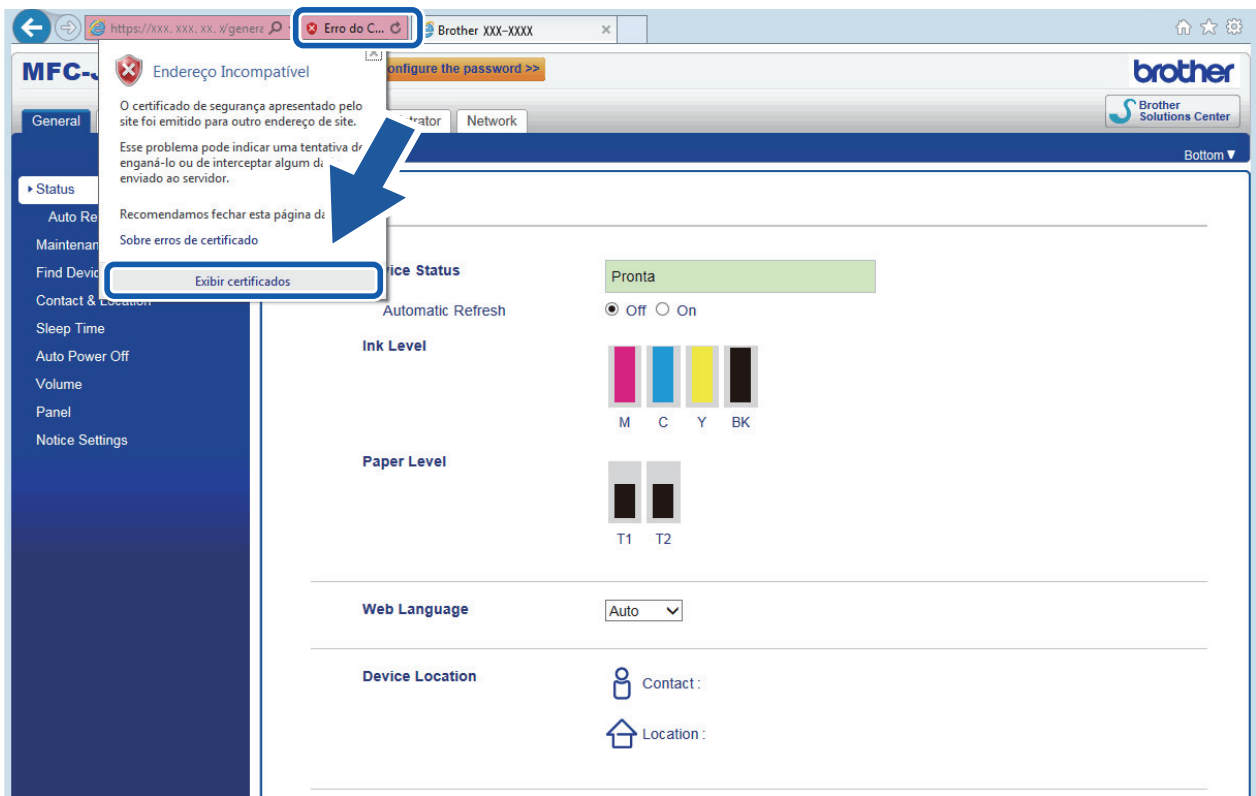 https://xxx. xxx. xx. x/genera
Erro do C...
Brother XXX-XXXX
MFC-J
onfigure the password >>
brother
Endereço Incompatível
O certificado de segurança apresentado pelo
site foi emitido para outro endereço de site.
Esse problema pode indicar uma tentativa de
enganá-lo ou de interceptar algum da
enviado ao servidor.
Recomendamos fechar esta página da
Sobre erros de certificado
Exibir certificados
General
trator
Network
Brother
Solutions Center
Bottom▼
Status
Auto Re
Maintenan
Find Devic
Contact & Location
Sleep Time
Auto Power Off
Volume
Panel
Notice Settings
vice Status
Pronta
Automatic Refresh
Off
On
Ink Level
M C Y BK
Paper Level
T1 T2
Web Language
Auto
Device Location
Contact :
Location :